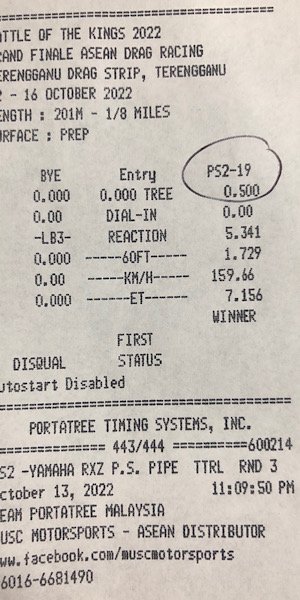 ================================
ATTLE OF THE KINGS 2022
RAND FINALE ASEAN DRAG RACING
ERENGGANU DRAG STRIP, TERENGGANU
- 16 OCTOBER 2022
ENGTH : 201M - 1/8 MILES
URFACE : PREP
BYE Entry PS2-19
0.000 0.000 TREE 0.500
0.00 DIAL-IN 0.00
-LB3- REACTION 5.341
0.000 -----60FT----- 1.729
0.00 ------KM/H----- 159.66
0.000 ------ET------ 7.156
WINNER
FIRST
DISQUAL STATUS
utostart Disabled
================================
PORTATREE TIMING SYSTEMS, INC.
============== 443/444 ==========600214
S2 -YAMAHA RXZ P.S. PIPE TTRL RND 3
ctober 13, 2022 11:09:50 PM
EAM PORTATREE MALAYSIA
USC MOTORSPORTS - ASEAN DISTRIBUTOR
ww.facebook.com/muscmotorsports
6016-6681490